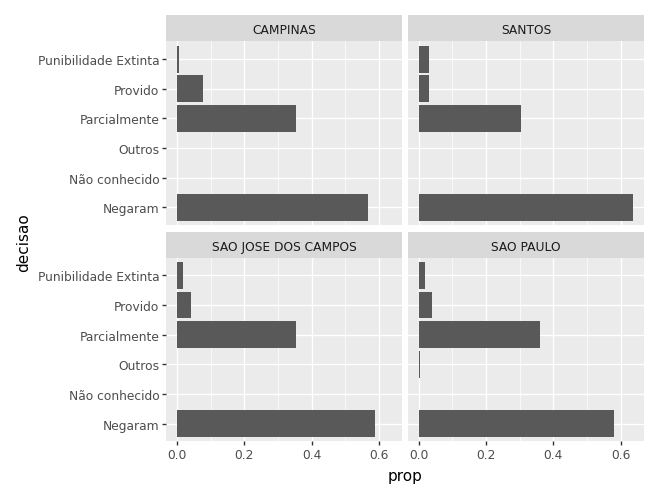 CAMPINAS
SANTOS
Punibilidade Extinta
Provido
Parcialmente
Outros
Não conhecido
Negaram
SAO JOSE DOS CAMPOS
SAO PAULO
Punibilidade Extinta
Provido
Parcialmente
Outros
Não conhecido
Negaram
decisao
0.0 0.2 0.4 0.6
0.0 0.2 0.4 0.6
prop